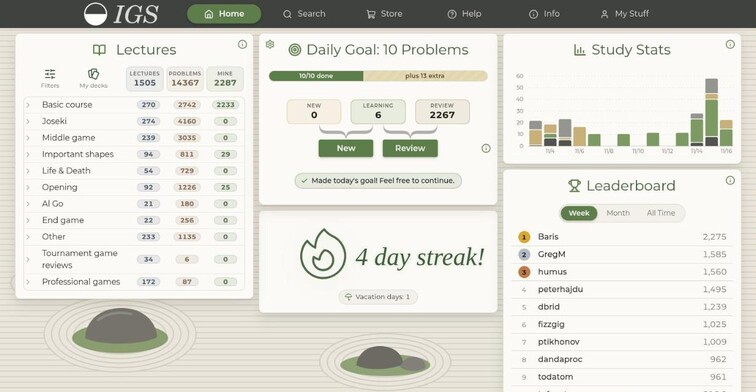 IGS
Home
Search
Store
Help
Info
My Stuff
Lectures
Filters
My decks
LECTURES
1505
PROBLEMS
14367
MINE
2287
Basic course 270 2742 2233
Joseki 274 4160 0
Middle game 239 3035 0
Important shapes 94 811 29
Life & Death 54 729 0
Opening 92 1226 25
AI Go 21 180 0
End game 22 256 0
Other 233 1135 0
Tournament game
reviews 34 6 0
Professional games 172 87 0
Daily Goal: 10 Problems
10/10 done
plus 13 extra
NEW
0
LEARNING
6
REVIEW
2267
New
Review
Made today's goal! Feel free to continue.
4 day streak!
Vacation days: 1
Study Stats
60
50
40
30
20
10
0
11/4 11/6 11/8 11/10 11/12 11/14 11/16
Leaderboard
Week
Month
All Time
1 Baris 2,275
2 GregM 1,585
3 humus 1,560
4 peterhajdu 1,495
5 dbrid 1,239
6 fizzgig 1,025
7 ptikhonov 1,009
8 dandaproc 962
9 todatom 961